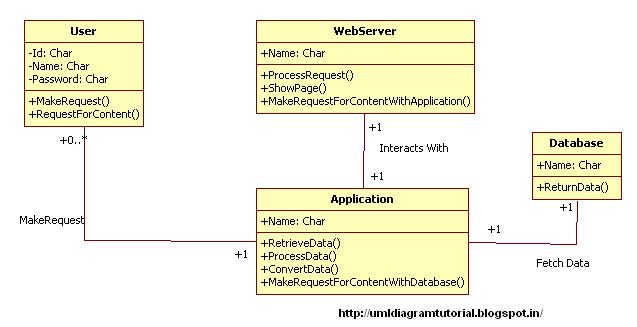 User
-Id: Char
-Name: Char
-Password: Char
+MakeRequest()
+RequestForContent()
WebServer
+Name: Char
+ProcessRequest()
+ShowPage()
+MakeRequestForContentWithApplication()
+0..*
+1
Interacts With
+1
Database
+Name: Char
+ReturnData()
+1
Application
+Name: Char
+RetrieveData()
+ProcessData()
+ConvertData()
+MakeRequestForContentWithDatabase()
MakeRequest
+1
+1
Fetch Data
http://umldiagramtutorial.blogspot.in/